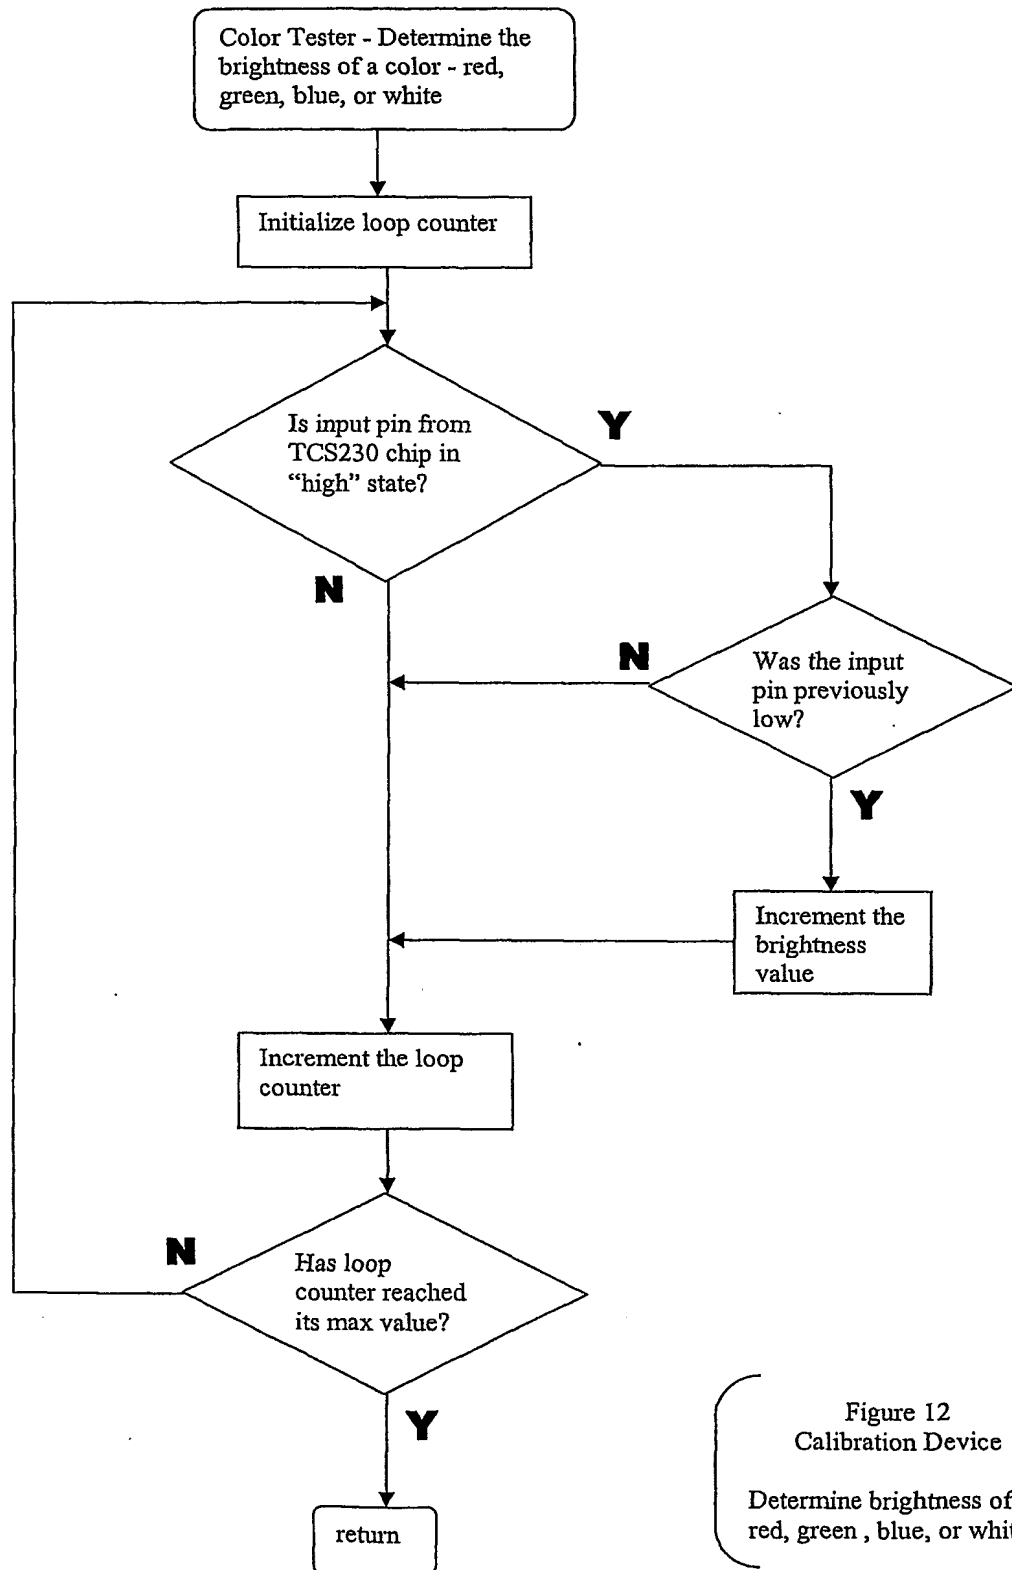 Color Tester - Determine the
brightness of a color - red,
green, blue, or white
Initialize loop counter
Is input pin from
TCS230 chip in
“high” state?
Y
N
Was the input
pin previously
low?
N
Y
Increment the
brightness
value
Increment the loop
counter
Has loop
counter reached
its max value?
N
Y
return
Figure 12
Calibration Device
Determine brightness of
red, green , blue, or whit